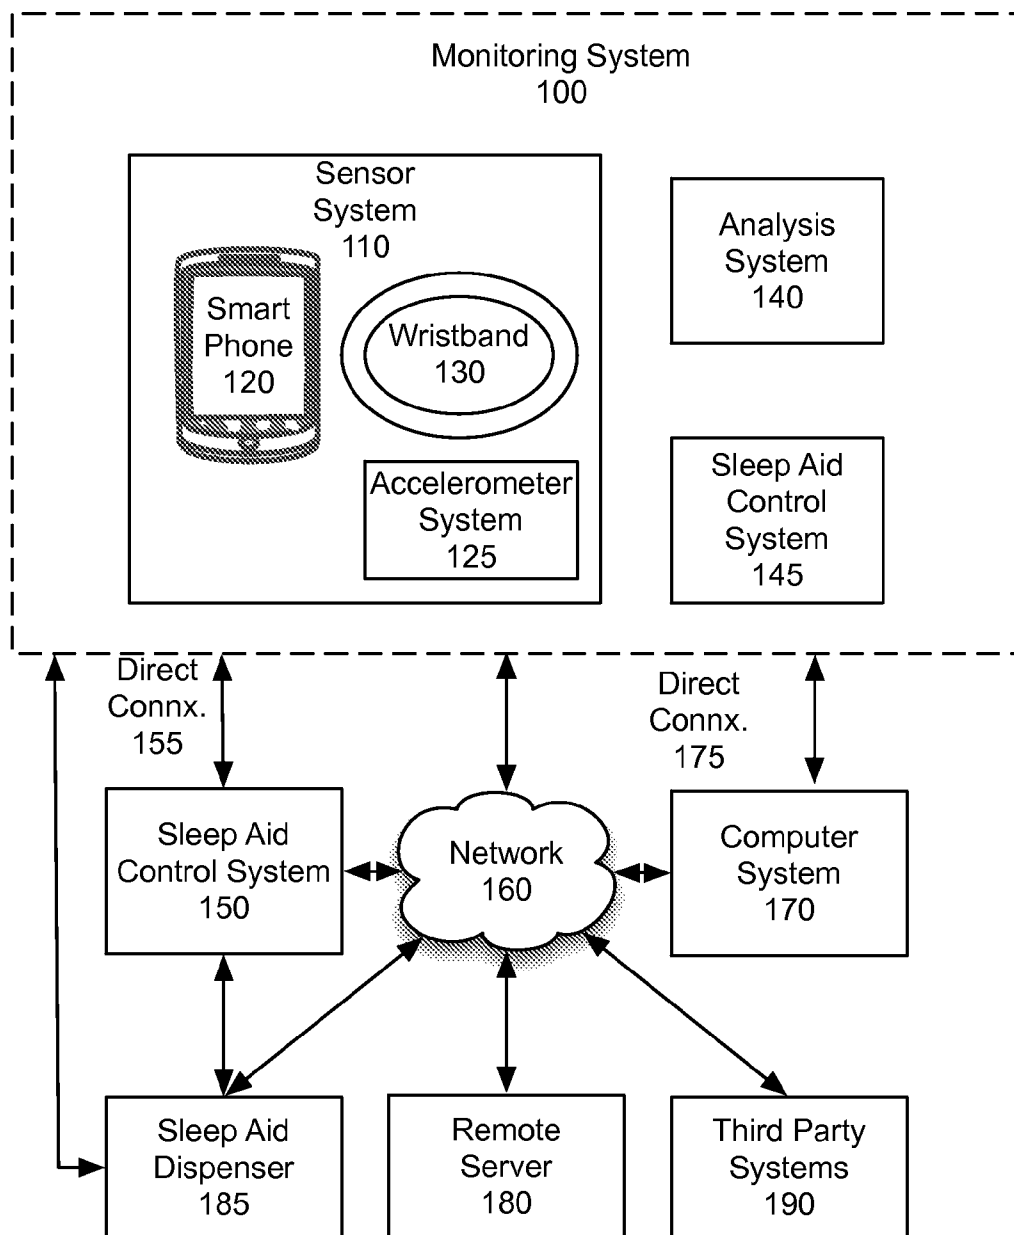 Monitoring System
100
Sensor
System
110
Smart
Phone
120
Wristband
130
Accelerometer
System
125
Analysis
System
140
Sleep Aid
Control
System
145
Direct
Connx.
155
Direct
Connx.
175
Sleep Aid
Control System
150
Network
160
Computer
System
170
Sleep Aid
Dispenser
185
Remote
Server
180
Third Party
Systems
190